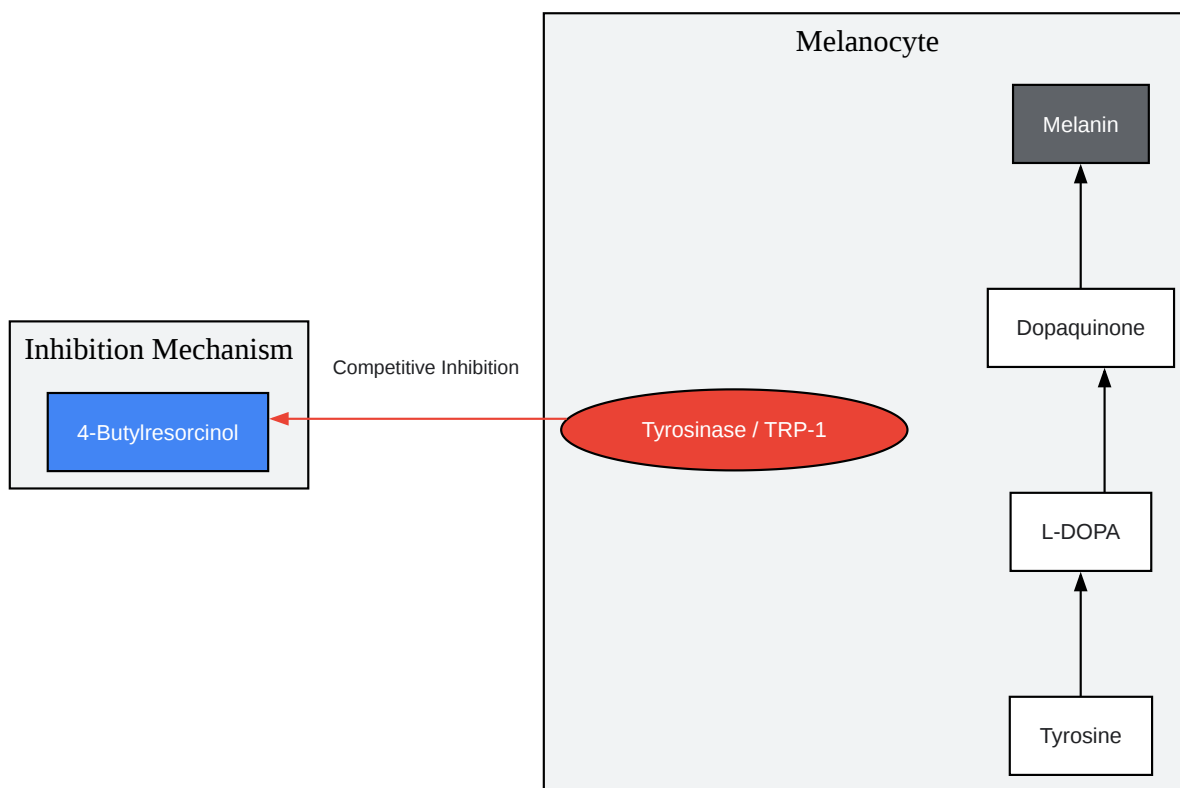 Melanocyte
Melanin
Dopaquinone
Inhibition Mechanism
Competitive Inhibition
4-Butylresorcinol
Tyrosinase / TRP-1
L-DOPA
Tyrosine